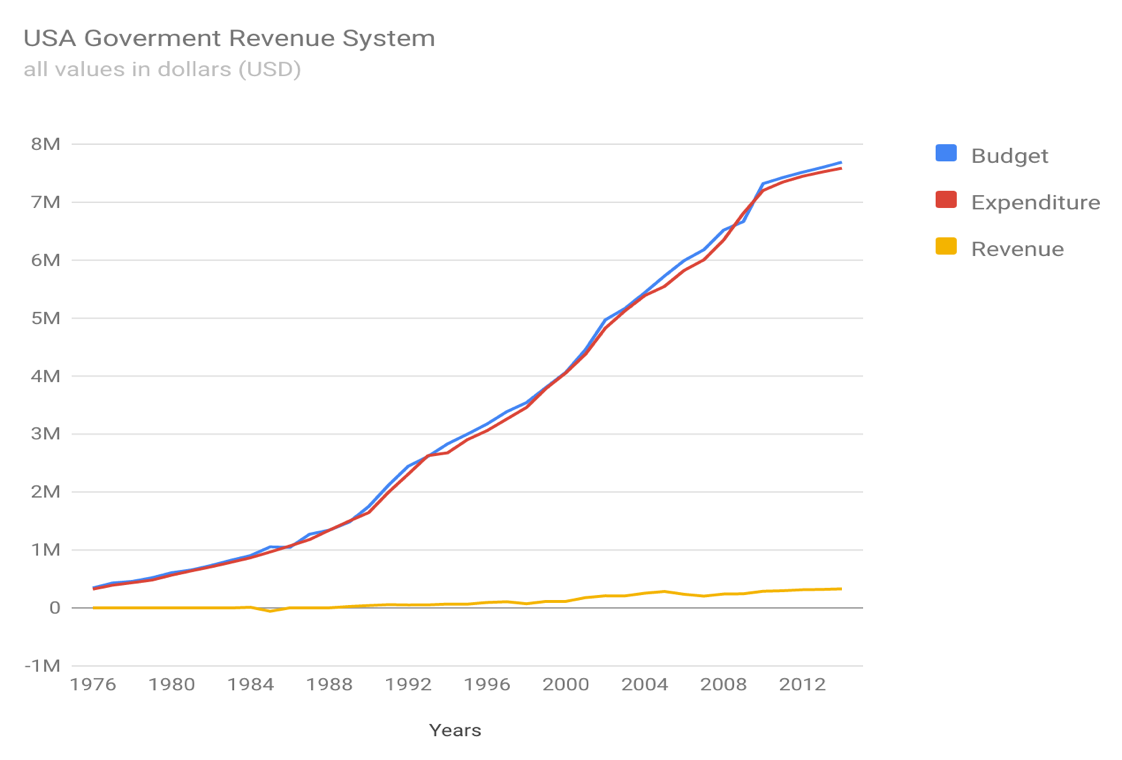 USA Goverment Revenue System
all values in dollars (USD)
8M
7M
6M
5M
4M
3M
2M
1M
0
-1M
1976 1980 1984 1988 1992 1996 2000 2004 2008 2012
Years
Budget
Expenditure
Revenue